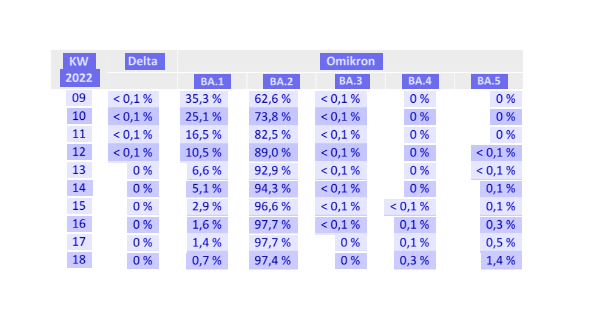 KW Delta Omikron
2022 BA.1 BA.2 BA.3 BA.4 BA.5
09 < 0,1 % 35,3 % 62,6 % < 0,1 % 0 % 0 %
10 < 0,1 % 25,1 % 73,8 % < 0,1 % 0 % 0 %
11 < 0,1 % 16,5 % 82,5 % < 0,1 % 0 % 0 %
12 < 0,1 % 10,5 % 89,0 % < 0,1 % 0 % < 0,1 %
13 0 % 6,6 % 92,9 % < 0,1 % 0 % < 0,1 %
14 0 % 5,1 % 94,3 % < 0,1 % 0 % 0,1 %
15 0 % 2,9 % 96,6 % < 0,1 % < 0,1 % 0,1 %
16 0 % 1,6 % 97,7 % < 0,1 % 0,1 % 0,3 %
17 0 % 1,4 % 97,7 % 0 % 0,1 % 0,5 %
18 0 % 0,7 % 97,4 % 0 % 0,3 % 1,4 %